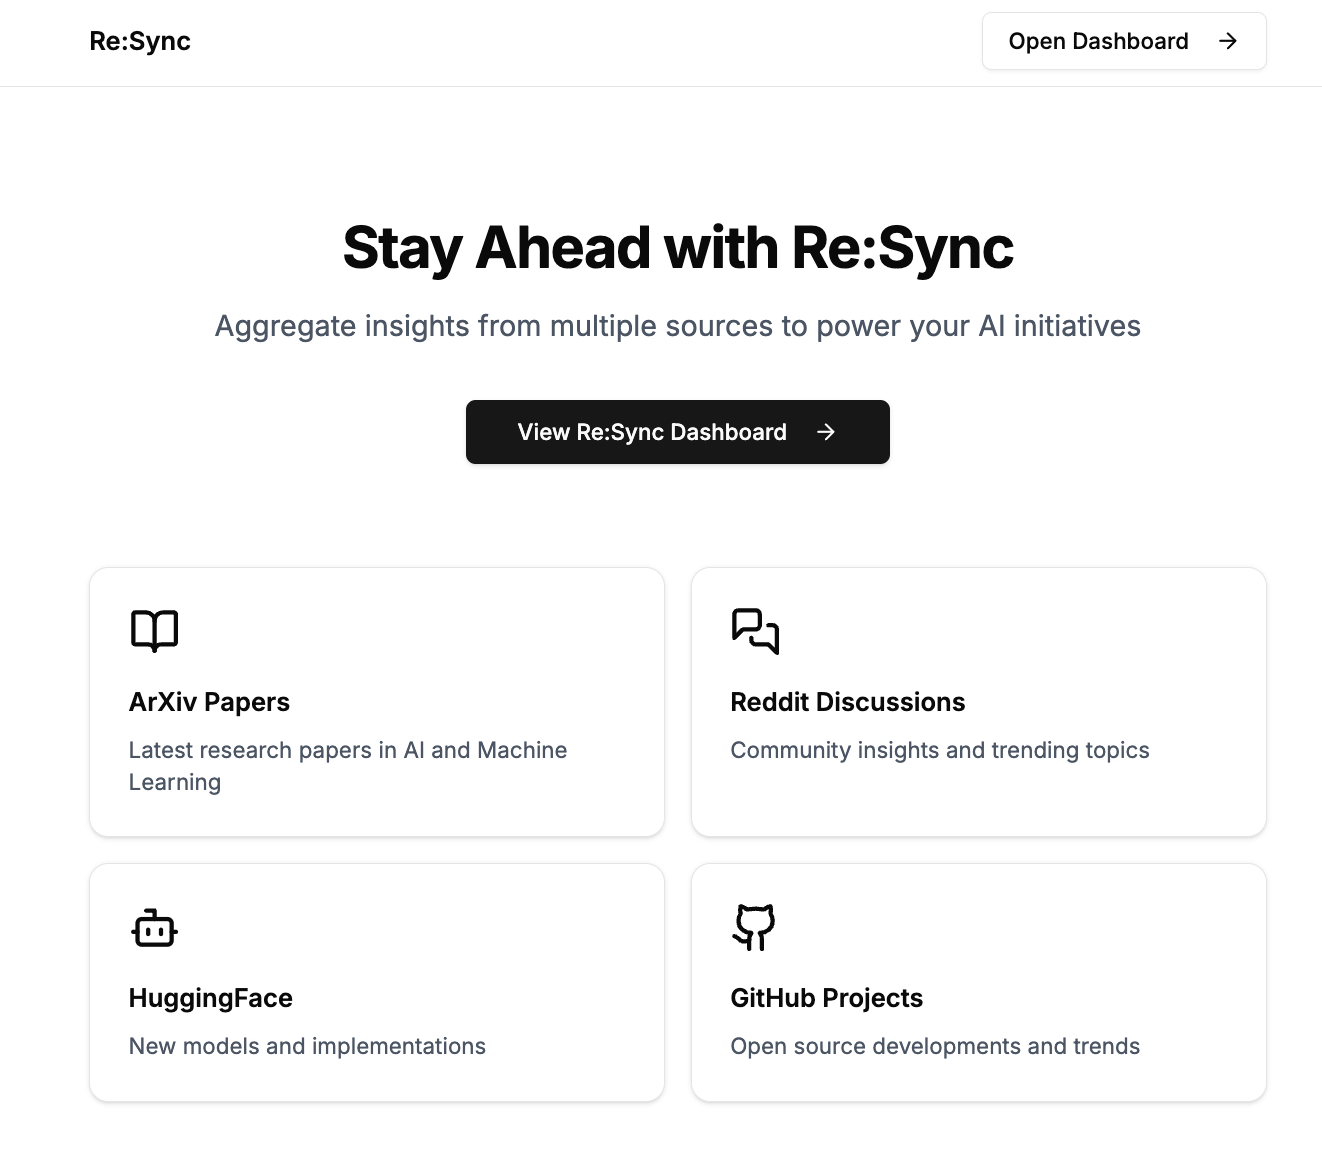 Re:Sync
Open Dashboard
Stay Ahead with Re:Sync
Aggregate insights from multiple sources to power your AI initiatives
View Re:Sync Dashboard
ArXiv Papers
Latest research papers in AI and Machine
Learning
Reddit Discussions
Community insights and trending topics
HuggingFace
New models and implementations
GitHub Projects
Open source developments and trends